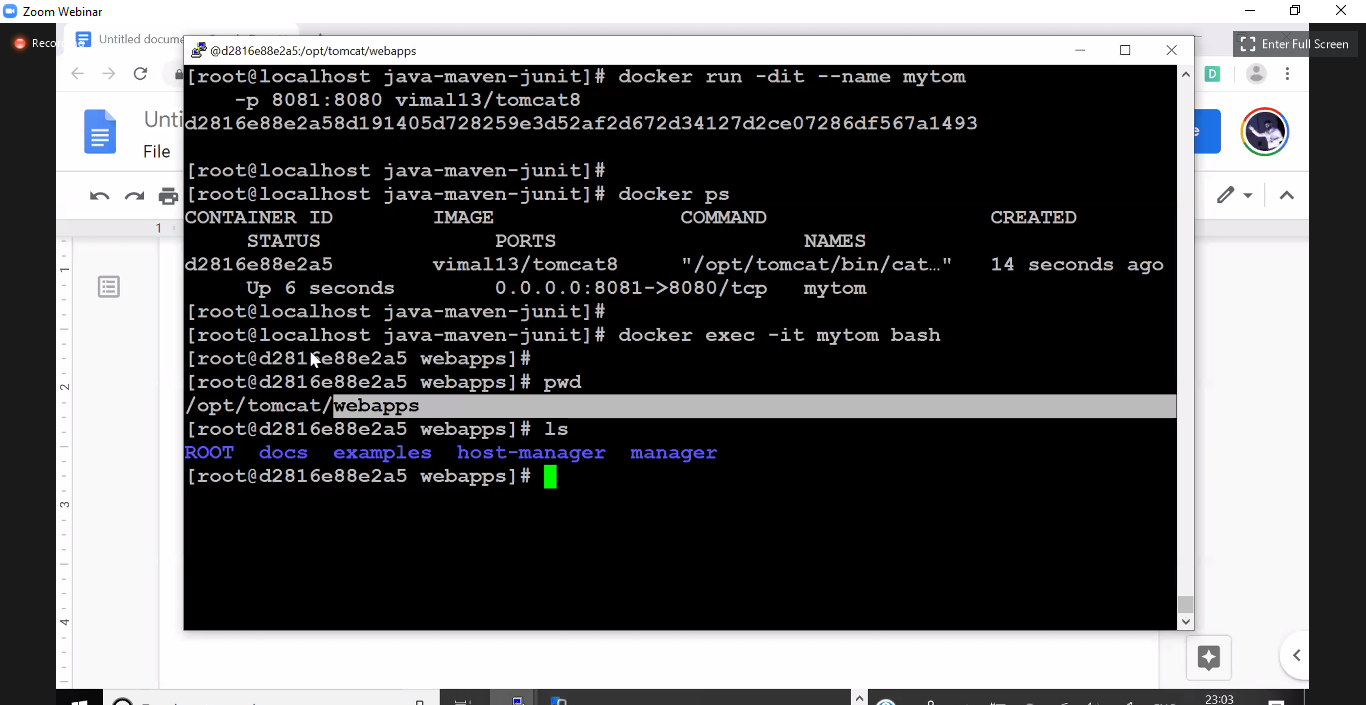 Zoom Webinar
Untitled docume
Enter Full Screen
@d2816e88e2a5:/opt/tomcat/webapps
[root@localhost java-maven-junit]# docker run -dit --name mytom
-p 8081:8080 vimal13/tomcat8
d2816e88e2a58d191405d728259e3d52af2d672d34127d2ce07286df567a1493
[root@localhost java-maven-junit]#
[root@localhost java-maven-junit]# docker ps
CONTAINER ID IMAGE COMMAND CREATED
STATUS PORTS NAMES
d2816e88e2a5 vimal13/tomcat8 "/opt/tomcat/bin/cat…" 14 seconds ago
Up 6 seconds 0.0.0.0:8081->8080/tcp mytom
[root@localhost java-maven-junit]#
[root@localhost java-maven-junit]# docker exec -it mytom bash
[root@d2816e88e2a5 webapps]#
[root@d2816e88e2a5 webapps]# pwd
/opt/tomcat/webapps
[root@d2816e88e2a5 webapps]# ls
ROOT docs examples host-manager manager
[root@d2816e88e2a5 webapps]#
D
Unti
File
1
1
2
3
4
23:03